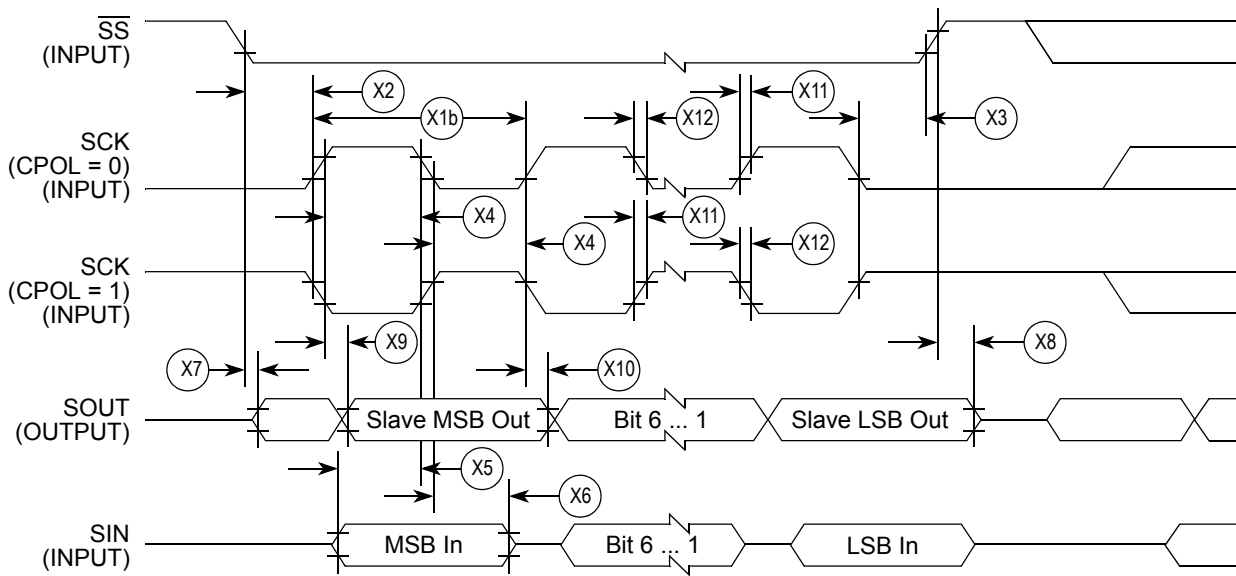 SS
(INPUT)
X2
X11
X1b
X12
X3
SCK
(CPOL = 0)
(INPUT)
X4
X11
X4
X12
SCK
(CPOL = 1)
(INPUT)
X9
X8
X7
X10
SOUT
(OUTPUT)
Slave MSB Out
Bit 6 ... 1
Slave LSB Out
X5
X6
SIN
(INPUT)
MSB In
Bit 6 ... 1
LSB In